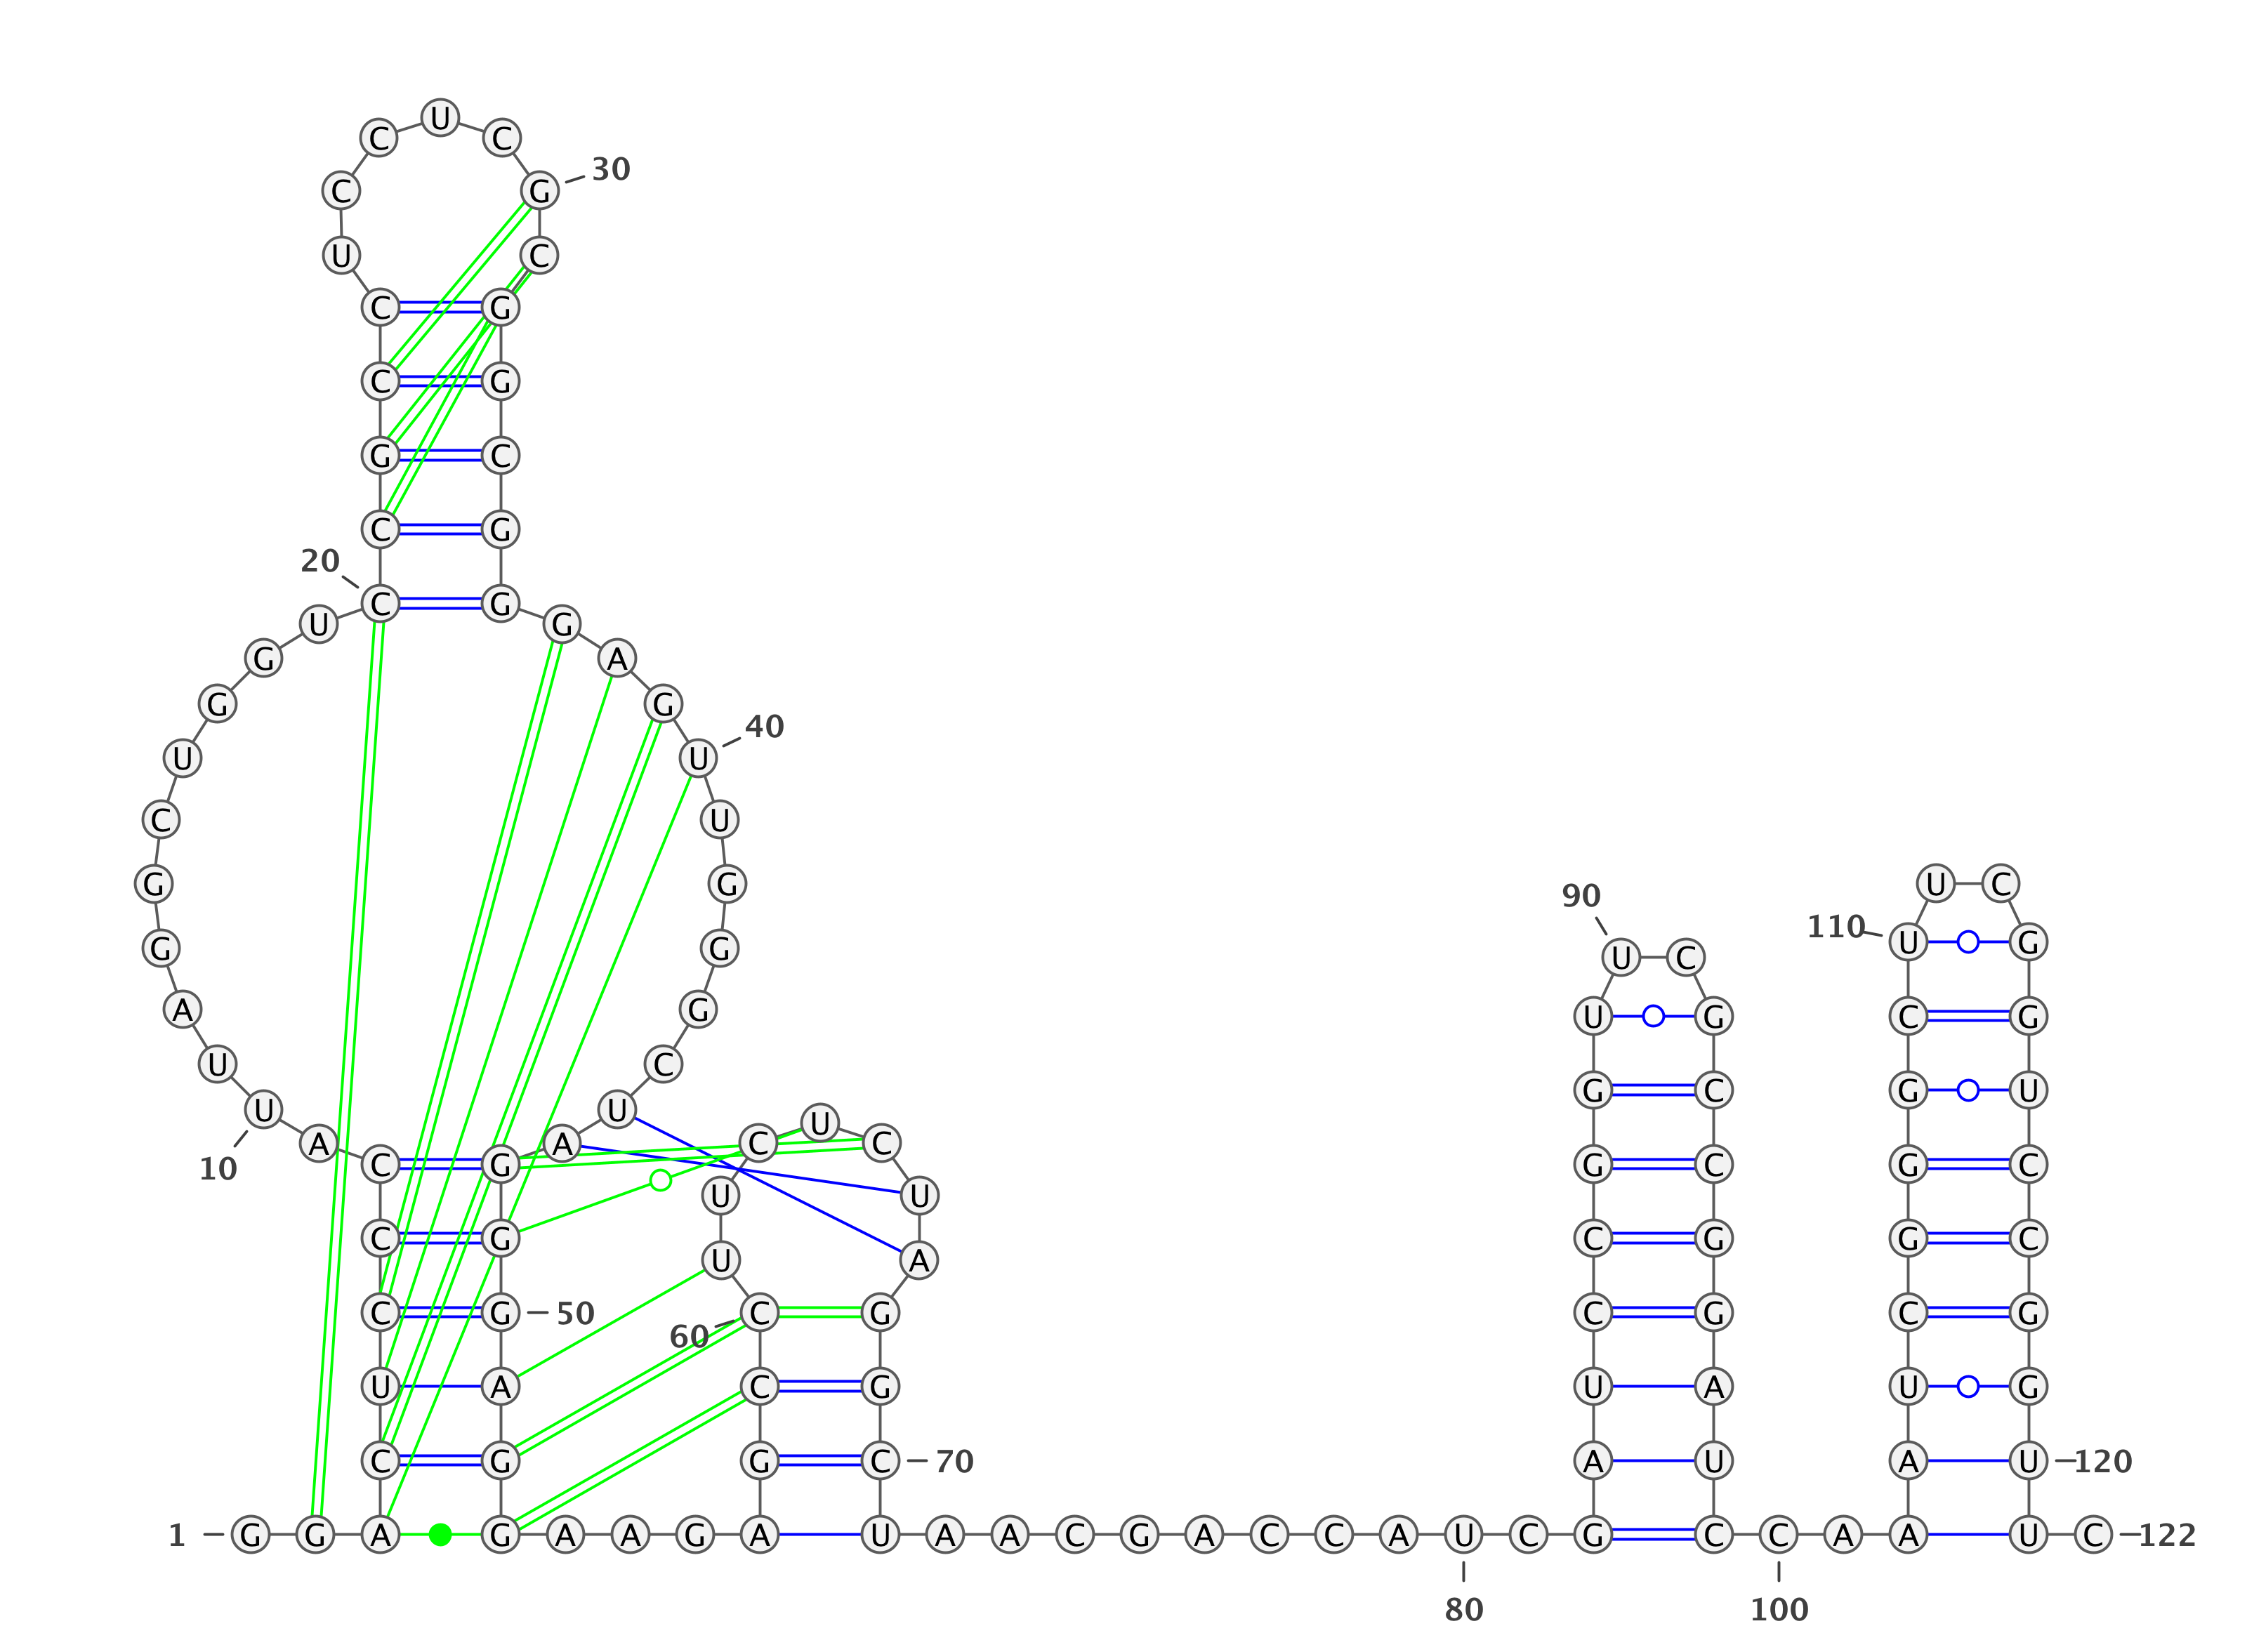 U
C C
30
C G
U C
C G
C G
G C
C G
20
C G
U G
G A
G G
40
U U
C U
G G U C
90
110
U G
G G
U C
A G
U G C G
U C
G C G U
U U
U
A A C C
C G G C G C
10
U U
C G C G G C
U A
C G 50 C G C G C G
60
U A C G U A U G
C G G C 70 A U A U 120
1 G G A G A A G A U A A C G A C C A U C G C C A A U C 122
80 100